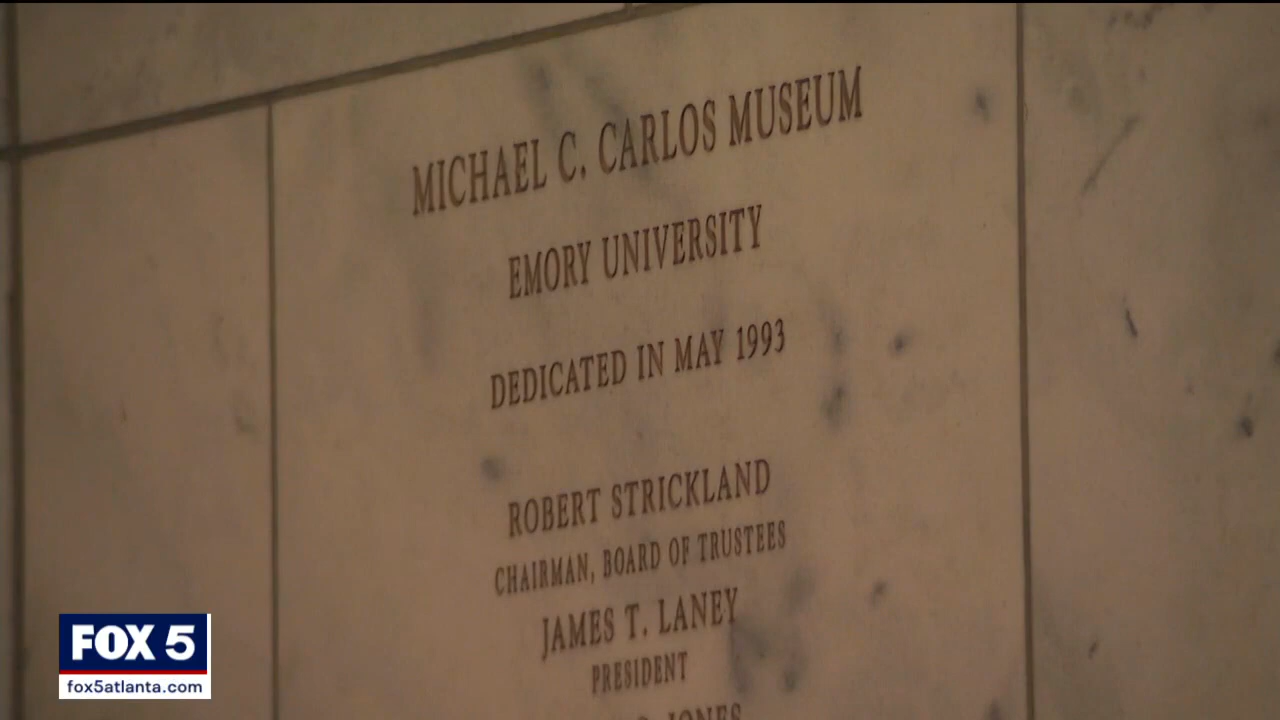 MICHAEL C. CARLOS MUSEUM
EMORY UNIVERSITY
DEDICATED IN MAY 1993
ROBERT STRICKLAND
CHAIRMAN, BOARD OF TRUSTEES
JAMES T. LANEY
PRESIDENT
JONES
FOX 5
fox5atlanta.com